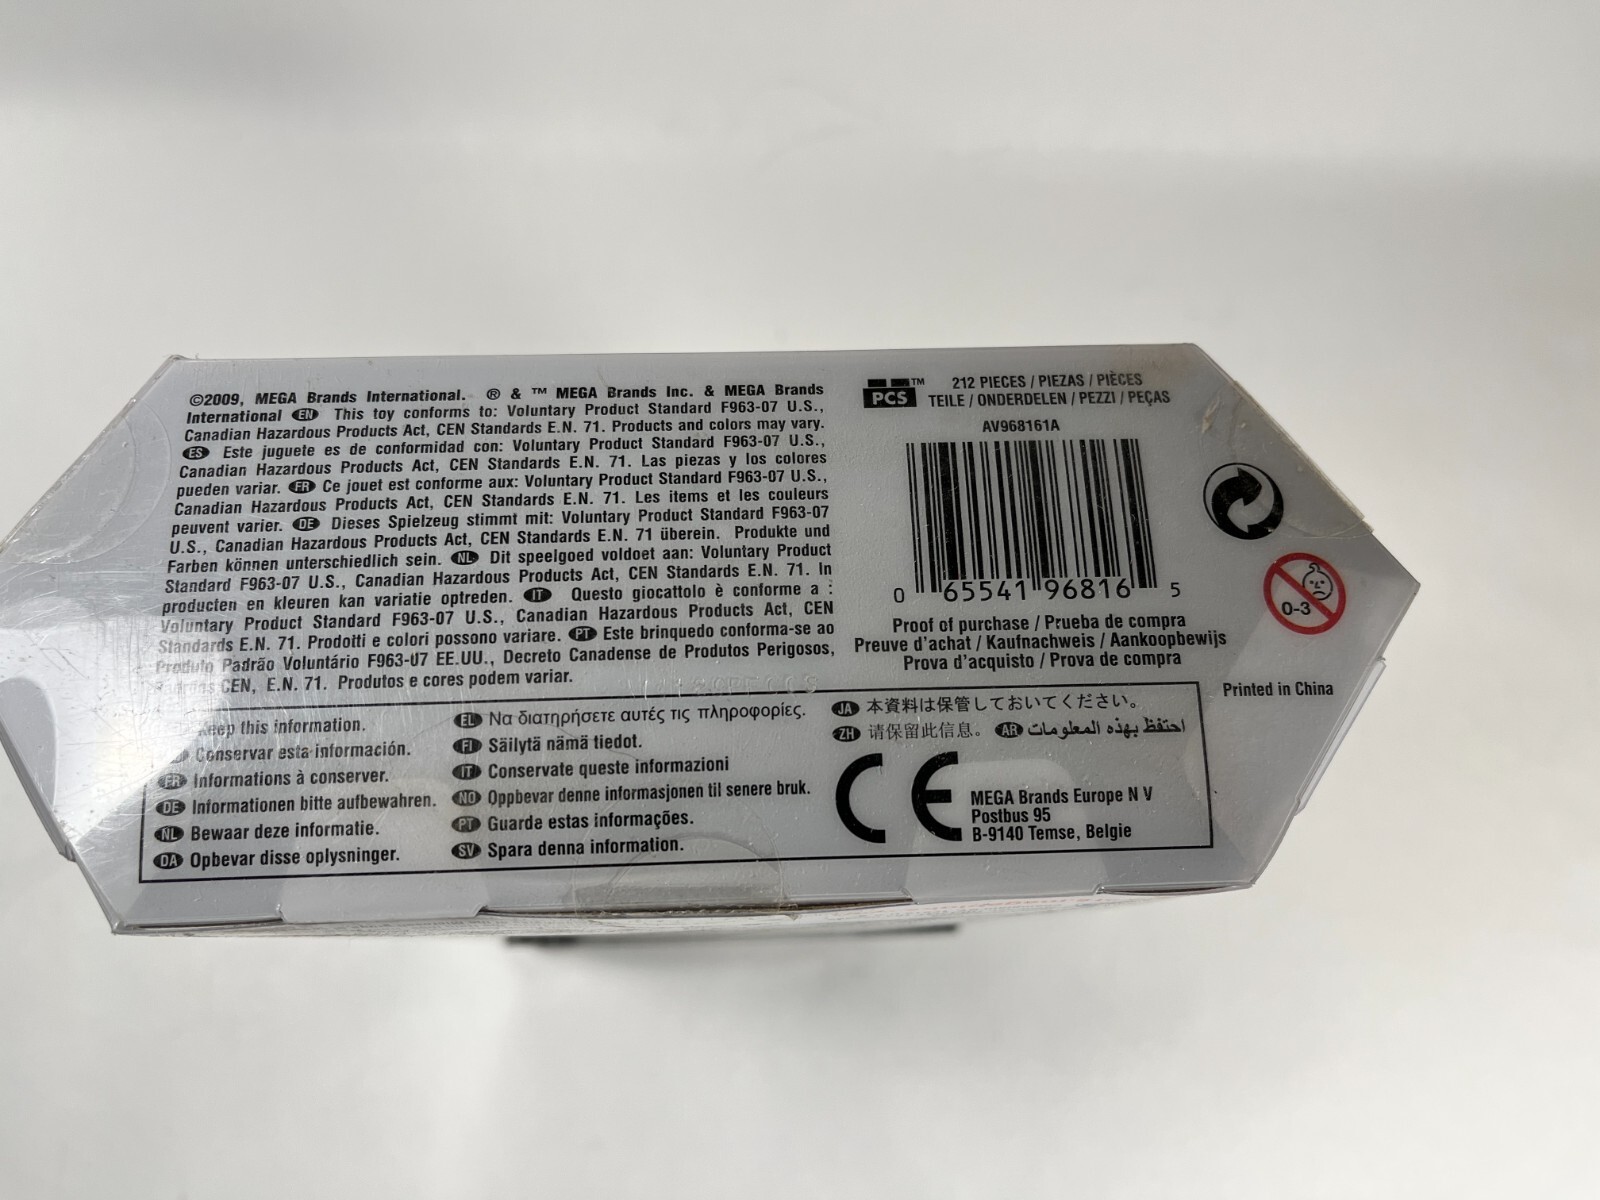 ©2009, MEGA Brands International. ® & ™ MEGA Brands Inc. & MEGA Brands
International EN This toy conforms to: Voluntary Product Standard F963-07 U.S.,
Canadian Hazardous Products Act, CEN Standards E.N. 71. Products and colors may vary.
ES Este juguete es de conformidad con: Voluntary Product Standard F963-07 U.S.,
Canadian Hazardous Products Act, CEN Standards E.N. 71. Las piezas y los colores
pueden variar. FR Ce jouet est conforme aux: Voluntary Product Standard F963-07 U.S.,
Canadian Hazardous Products Act, CEN Standards E.N. 71. Les items et les couleurs
peuvent varier. DE Dieses Spielzeug stimmt mit: Voluntary Product Standard F963-07
U.S., Canadian Hazardous Products Act, CEN Standards E.N. 71 überein. Produkte und
Farben können unterschiedlich sein. NL Dit speelgoed voldoet aan: Voluntary Product
Standard F963-07 U.S., Canadian Hazardous Products Act, CEN Standards E.N. 71. In
producten en kleuren kan variatie optreden. IT Questo giocattolo è conforme a :
Voluntary Product Standard F963-07 U.S., Canadian Hazardous Products Act, CEN
Standards E.N. 71. Prodotti e colori possono variare. PT Este brinquedo conforma-se ao
Produto Padrão Voluntário F963-07 EE.UU., Decreto Canadense de Produtos Perigosos,
CEN, E.N. 71. Produtos e cores podem variar.
PCS™ 212 PIECES / PIEZAS / PIÈCES
TEILE / ONDERDELEN / PEZZI / PEÇAS
AV968161A
0 65541 96816 5
Proof of purchase / Prueba de compra
Preuve d'achat / Kaufnachweis / Aankoopbewijs
Prova d'acquisto / Prova de compra
0-3
Printed in China
Keep this information.
Conservar esta información.
FR Informations à conserver.
DE Informationen bitte aufbewahren.
NL Bewaar deze informatie.
DA Opbevar disse oplysninger.
EL Να διατηρήσετε αυτές τις πληροφορίες.
FI Säilytä nämä tiedot.
IT Conservate queste informazioni
NO Oppbevar denne informasjonen til senere bruk.
PT Guarde estas informações.
SV Spara denna information.
JA 本資料は保管しておいてください。
ZH 请保留此信息。 AR احتفظ بهذه المعلومات
CE MEGA Brands Europe N V
Postbus 95
B-9140 Temse, Belgie